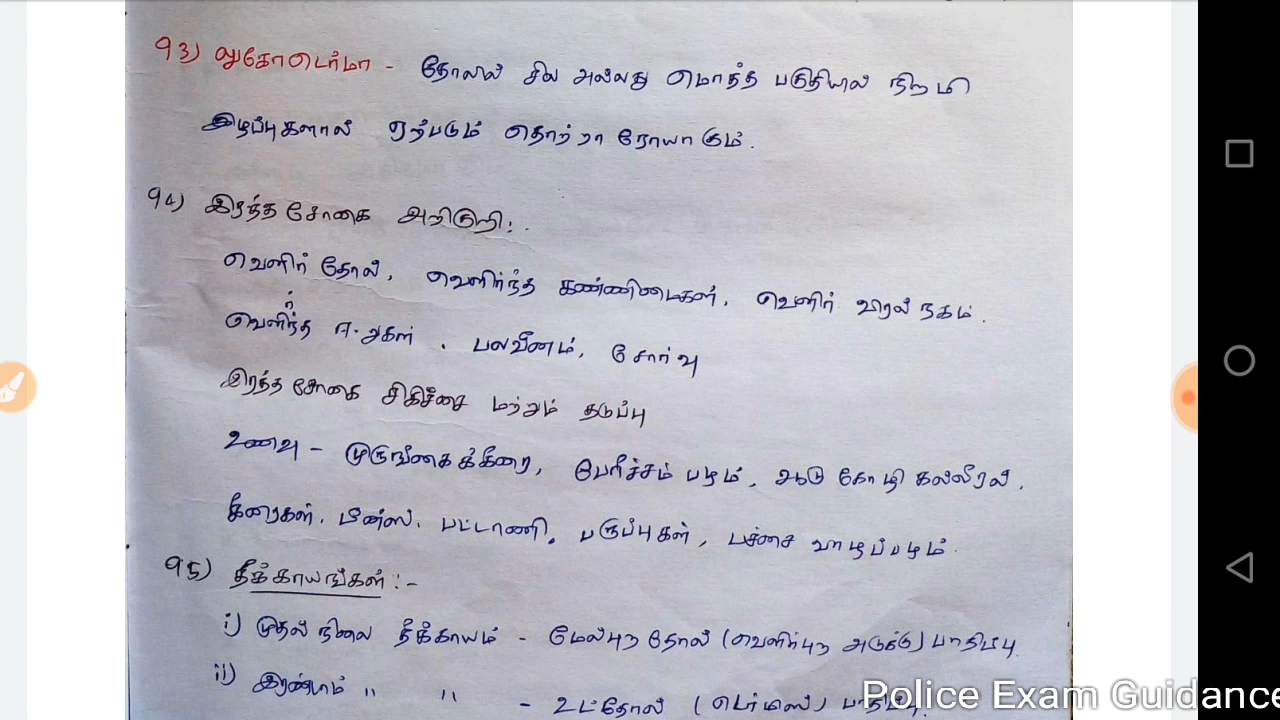 93) லுகோடெர்மா - தோலில் சில அல்லது மொத்த பகுதியில் நிறமி
இழப்புகளால் ஏற்படும் தொற்றா நோயாகும்.
94) இரத்த சோகை அறிகுறி:.
வெளிர் தோல், வெளிர்ந்த கண்ணிமைகள், வெளிர் விரல் நகம்.
வெளிர்ந்த ஈறுகள். பலவீனம், சோர்வு
இரத்த சோகை சிகிச்சை மற்றும் தடுப்பு
உணவு - முருங்கைக்கீரை, பேரீச்சம் பழம், ஆடு கோழி கல்லீரல்,
கீரைகள். பீன்ஸ். பட்டாணி. பருப்புகள், பச்சை வாழப்பழம்.
95) தீக்காயங்கள் :-
i) முதல் நிலை தீக்காயம் - மேல்புற தோல் (வெளிர்புற அடுக்கு) பாதிப்பு.
ii) இரண்டாம் " " - உட்தோல் (டெர்மிஸ்) பாதிப்பு.
Police Exam Guidance